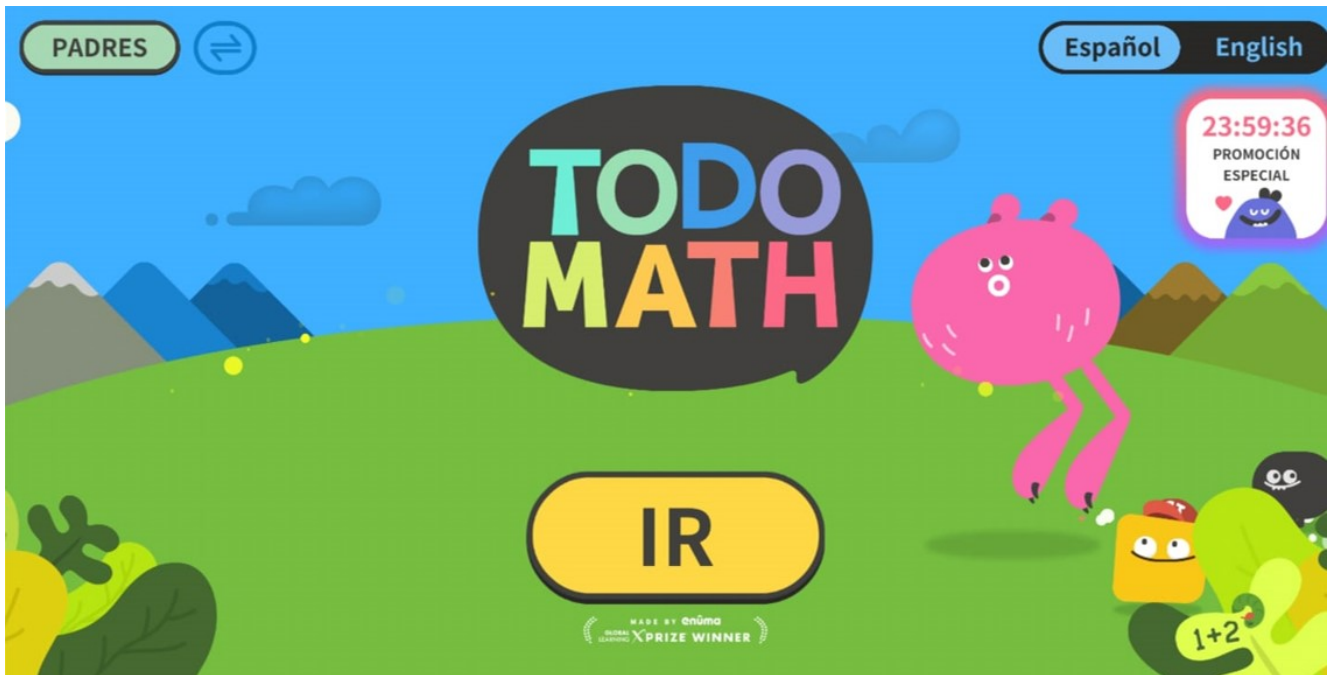 PADRES
Español English
23:59:36
PROMOCIÓN
ESPECIAL
TODO
MATH
IR
MADE BY enuma
GLOBAL
LEARNING XPRIZE WINNER
1+2